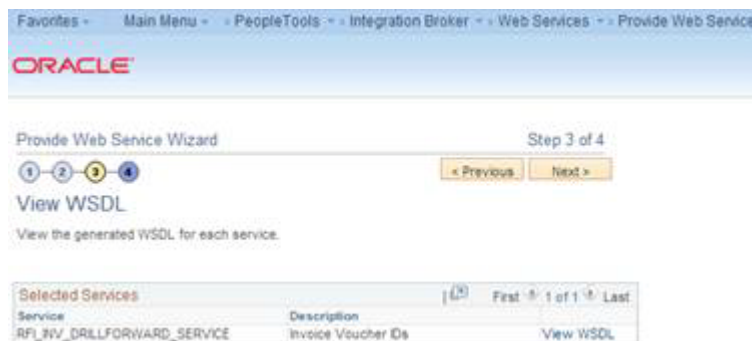 Favorites Main Menu PeopleTools Integration Broker Web Services Provide Web Service
ORACLE
Provide Web Service Wizard Step 3 of 4
1 2 3 4 < Previous Next >
View WSDL
View the generated WSDL for each service.
Selected Services | First 1 of 1 Last
Service Description
RFI_INV_DRILLFORWARD_SERVICE Invoice Voucher IDs View WSDL